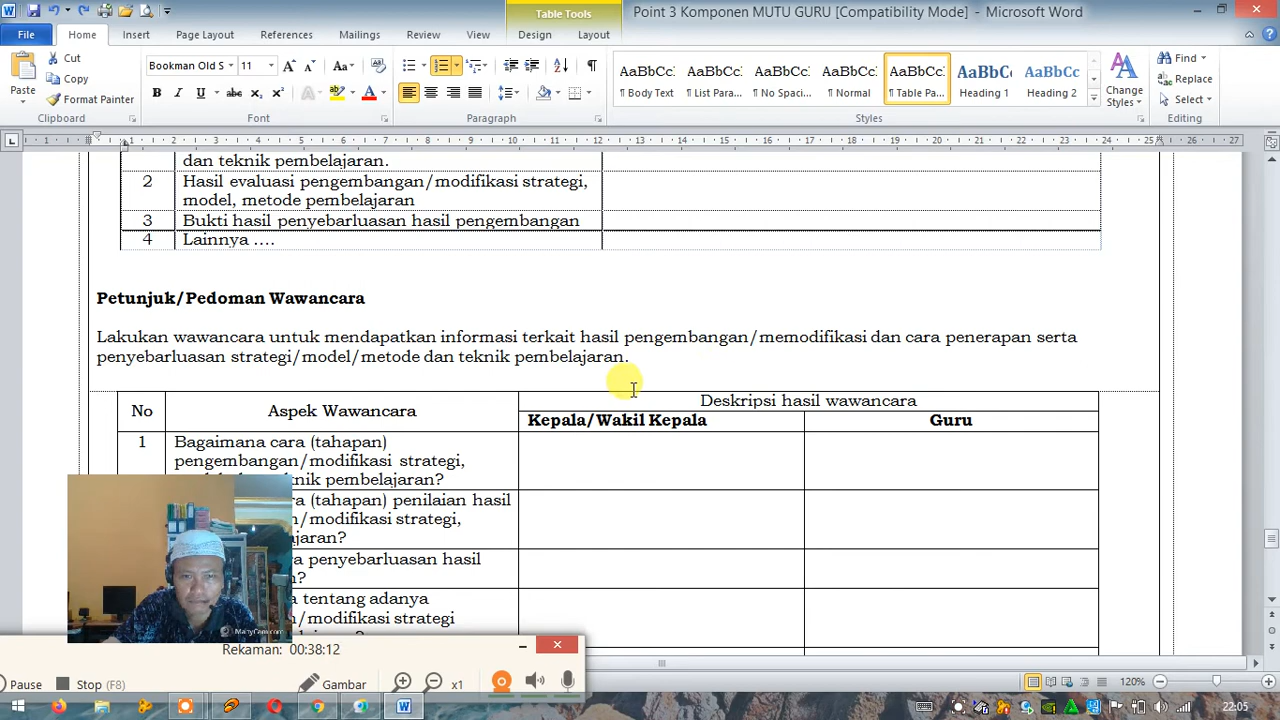 Point 3 Komponen MUTU GURU [Compatibility Mode] - Microsoft Word
Table Tools
File Home Insert Page Layout References Mailings Review View Design Layout
Paste
Cut
Copy
Format Painter
Clipboard
Bookman Old S 11
Font
Paragraph
AaBbCc AaBbCc AaBbCc AaBbCc AaBbCc AaBbCc AaBbCc
¶ Body Text ¶ List Para... ¶ No Spaci... ¶ Normal ¶ Table Pa... Heading 1 Heading 2
Change Styles
Styles
Find
Replace
Select
Editing
dan teknik pembelajaran.
2 Hasil evaluasi pengembangan/modifikasi strategi,
model, metode pembelajaran
3 Bukti hasil penyebarluasan hasil pengembangan
4 Lainnya ....
Petunjuk/Pedoman Wawancara
Lakukan wawancara untuk mendapatkan informasi terkait hasil pengembangan/memodifikasi dan cara penerapan serta
penyebarluasan strategi/model/metode dan teknik pembelajaran.
No Aspek Wawancara Deskripsi hasil wawancara
Kepala/Wakil Kepala Guru
1 Bagaimana cara (tahapan)
pengembangan/modifikasi strategi,
knik pembelajaran?
ra (tahapan) penilaian hasil
n/modifikasi strategi,
ajaran?
a penyebarluasan hasil
n?
a tentang adanya
n/modifikasi strategi
ManyCam.com
Rekaman: 00:38:12
Pause Stop (F8) Gambar x1
120%
22:05